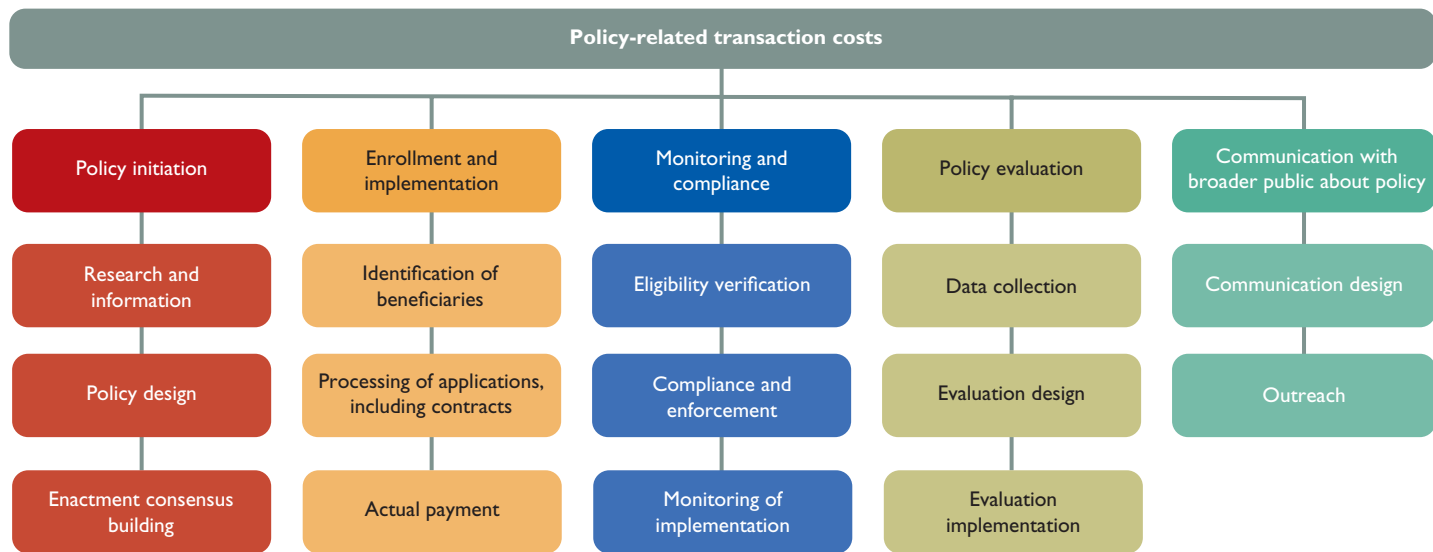 Policy-related transaction costs
Policy initiation
Enrollment and
implementation
Monitoring and
compliance
Policy evaluation
Communication with
broader public about policy
Research and
information
Identification of
beneficiaries
Eligibility verification
Data collection
Communication design
Policy design
Processing of applications,
including contracts
Compliance and
enforcement
Evaluation design
Outreach
Enactment consensus
building
Actual payment
Monitoring of
implementation
Evaluation
implementation